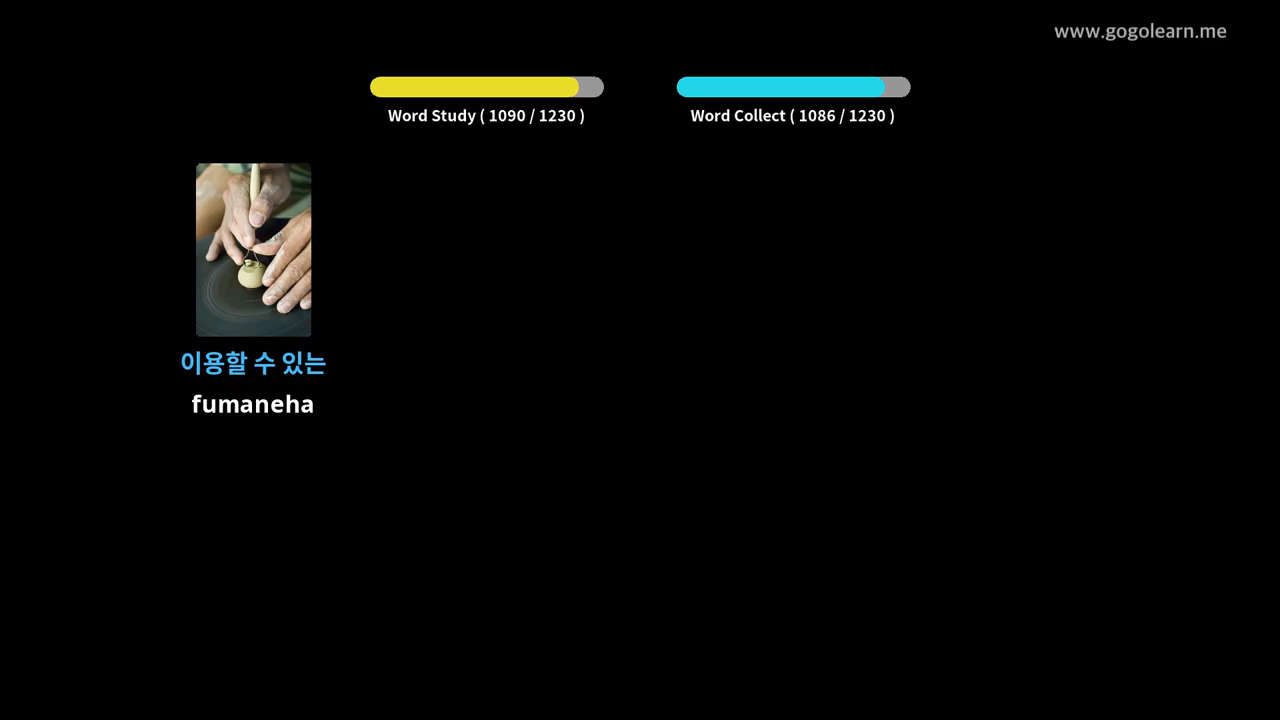 www.gogolearn.me
Word Study ( 1090 / 1230 )
Word Collect ( 1086 / 1230 )
이용할 수 있는
fumaneha